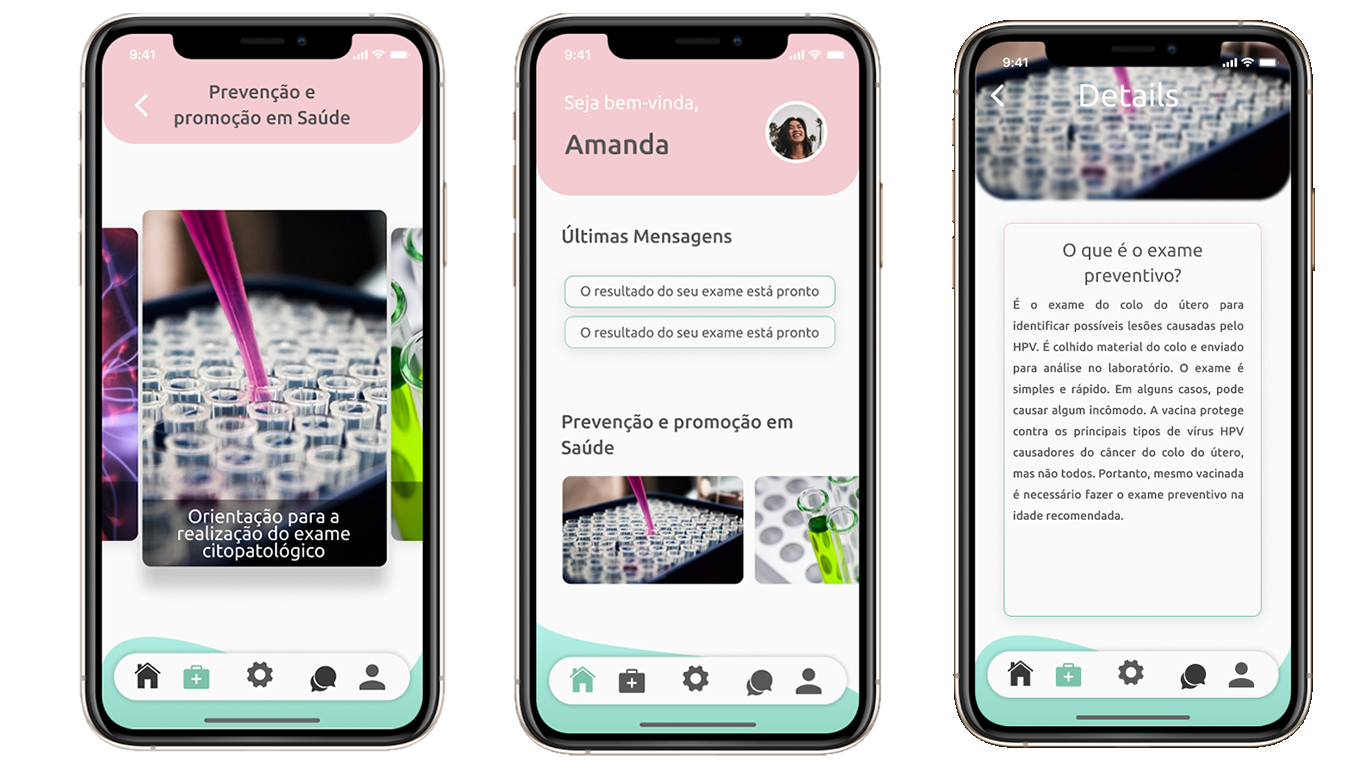 9:41
Prevenção e
promoção em Saúde
Orientação para a
realização do exame
citopatológico
9:41
Seja bem-vinda,
Amanda
Últimas Mensagens
O resultado do seu exame está pronto
O resultado do seu exame está pronto
Prevenção e promoção em
Saúde
9:41
Details
O que é o exame
preventivo?
É o exame do colo do útero para
identificar possíveis lesões causadas pelo
HPV. É colhido material do colo e enviado
para análise no laboratório. O exame é
simples e rápido. Em alguns casos, pode
causar algum incômodo. A vacina protege
contra os principais tipos de vírus HPV
causadores do câncer do colo do útero,
mas não todos. Portanto, mesmo vacinada
é necessário fazer o exame preventivo na
idade recomendada.